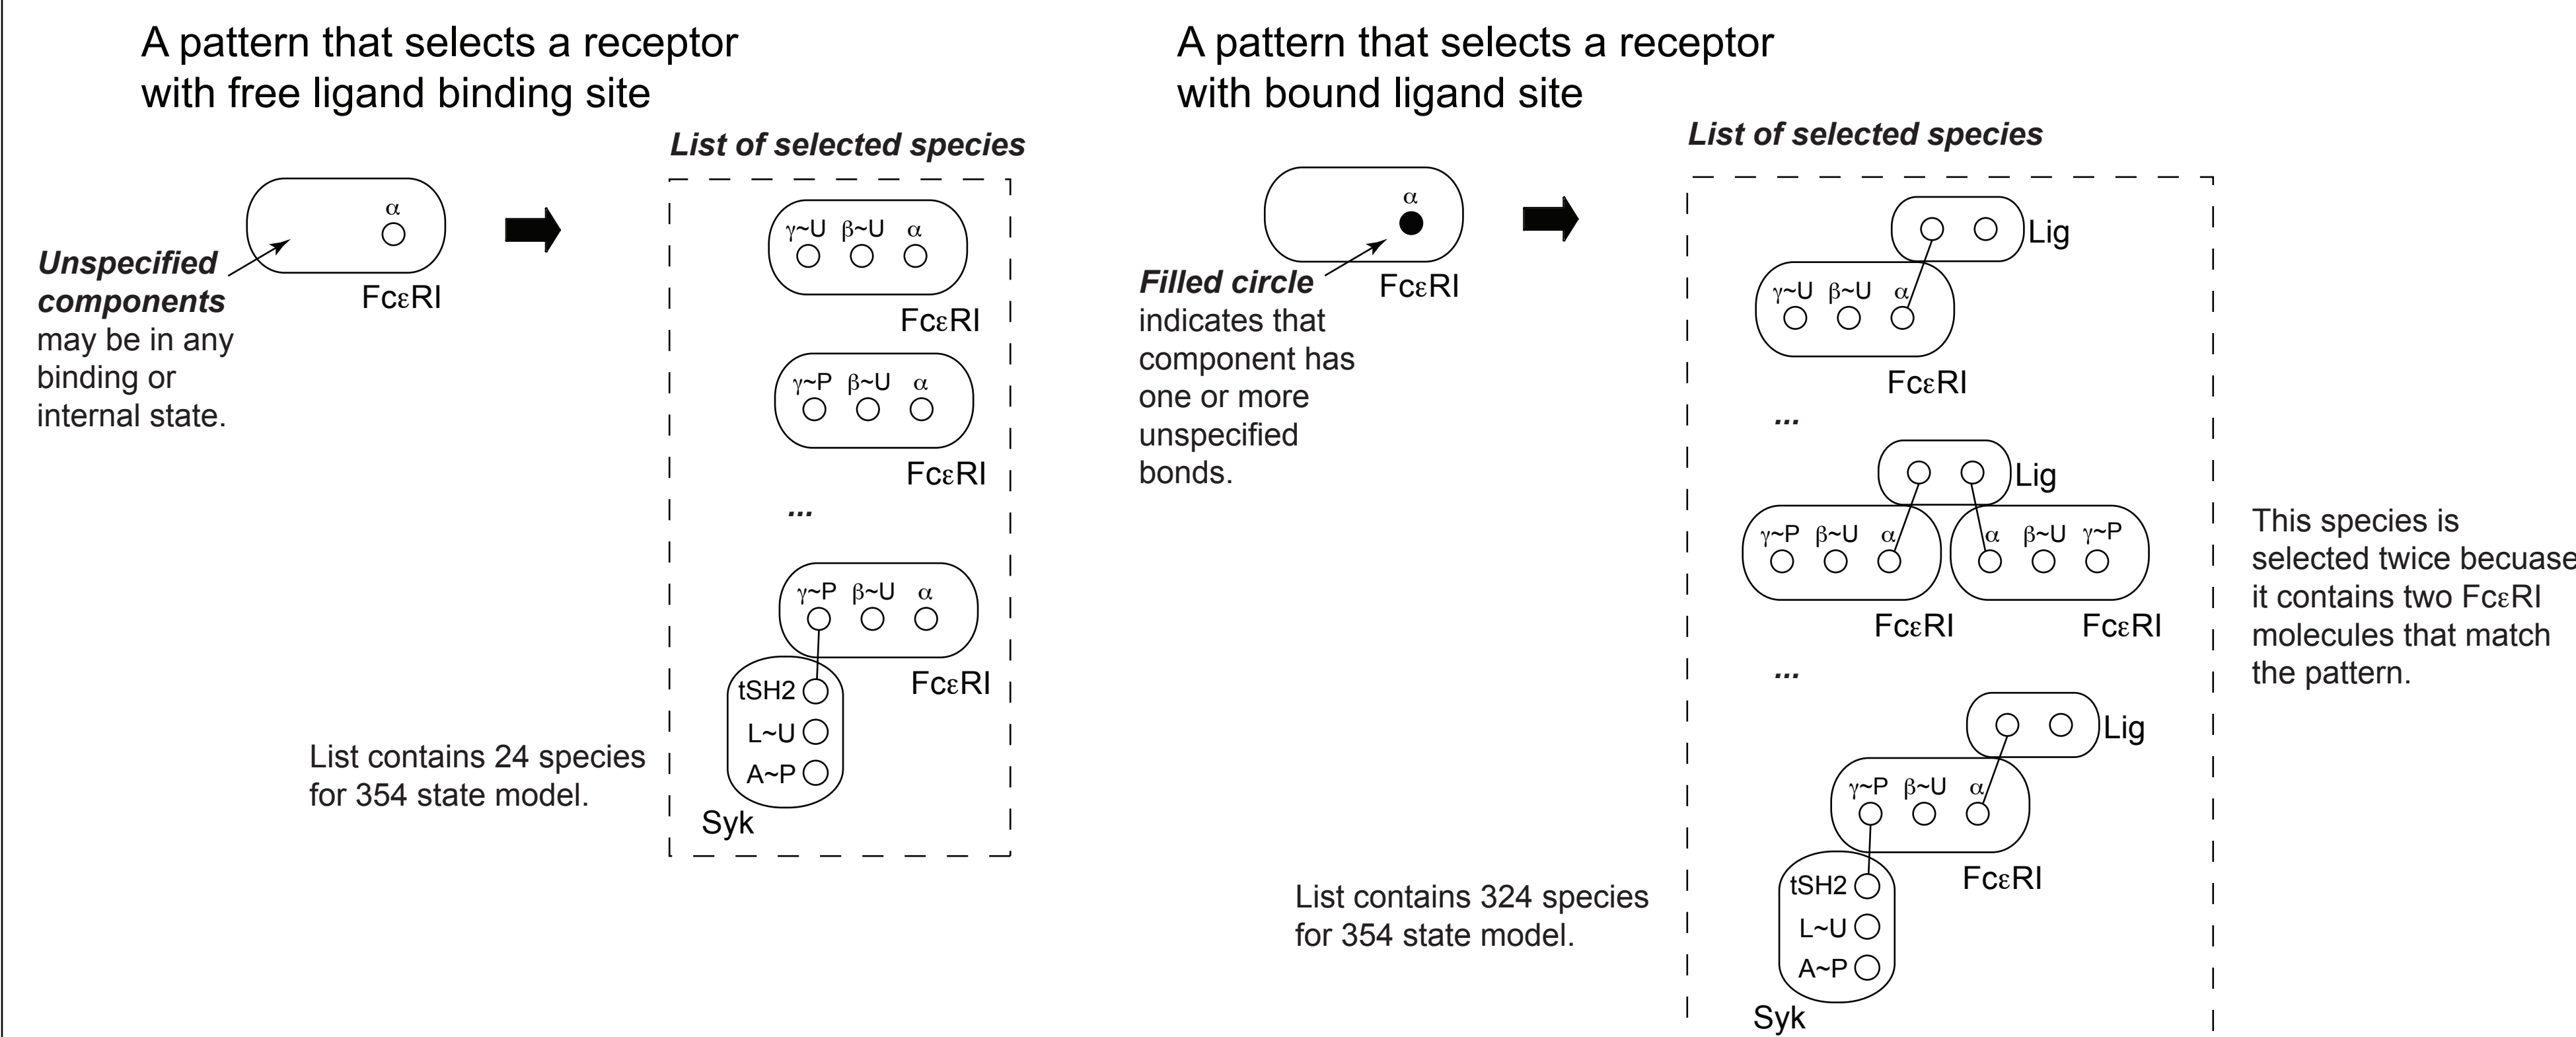 A pattern that selects a receptor
with free ligand binding site
List of selected species
α
FcεRI
Unspecified
components
may be in any
binding or
internal state.
γ~U β~U α
FcεRI
γ~P β~U α
FcεRI
...
γ~P β~U α
FcεRI
tSH2
L~U
A~P
Syk
List contains 24 species
for 354 state model.
A pattern that selects a receptor
with bound ligand site
List of selected species
α
FcεRI
Filled circle
indicates that
component has
one or more
unspecified
bonds.
Lig
γ~U β~U α
FcεRI
...
Lig
γ~P β~U α
α β~U γ~P
FcεRI
FcεRI
...
Lig
γ~P β~U α
FcεRI
tSH2
L~U
A~P
Syk
List contains 324 species
for 354 state model.
This species is
selected twice becuase
it contains two FcεRI
molecules that match
the pattern.